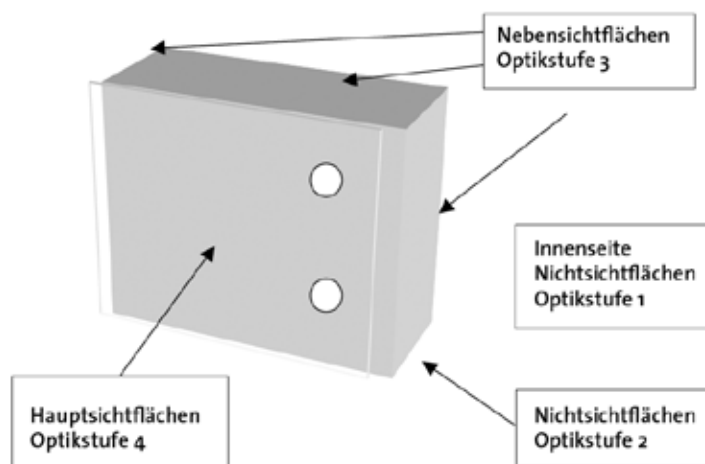 Nebensichtflächen
Optikstufe 3
Innenseite
Nichtsichtflächen
Optikstufe 1
Hauptsichtflächen
Optikstufe 4
Nichtsichtflächen
Optikstufe 2